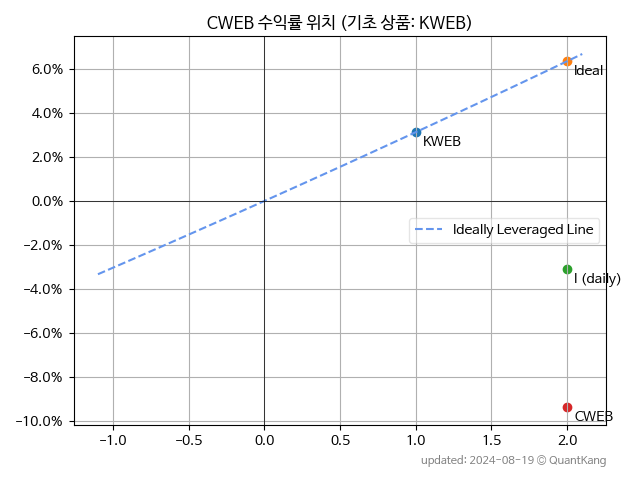 CWEB 수익률 위치 (기초 상품: KWEB)
6.0%
4.0%
2.0%
0.0%
−2.0%
−4.0%
−6.0%
−8.0%
−10.0%
Ideal
KWEB
Ideally Leveraged Line
I (daily)
CWEB
−1.0 −0.5 0.0 0.5 1.0 1.5 2.0
updated: 2024-08-19 © QuantKang